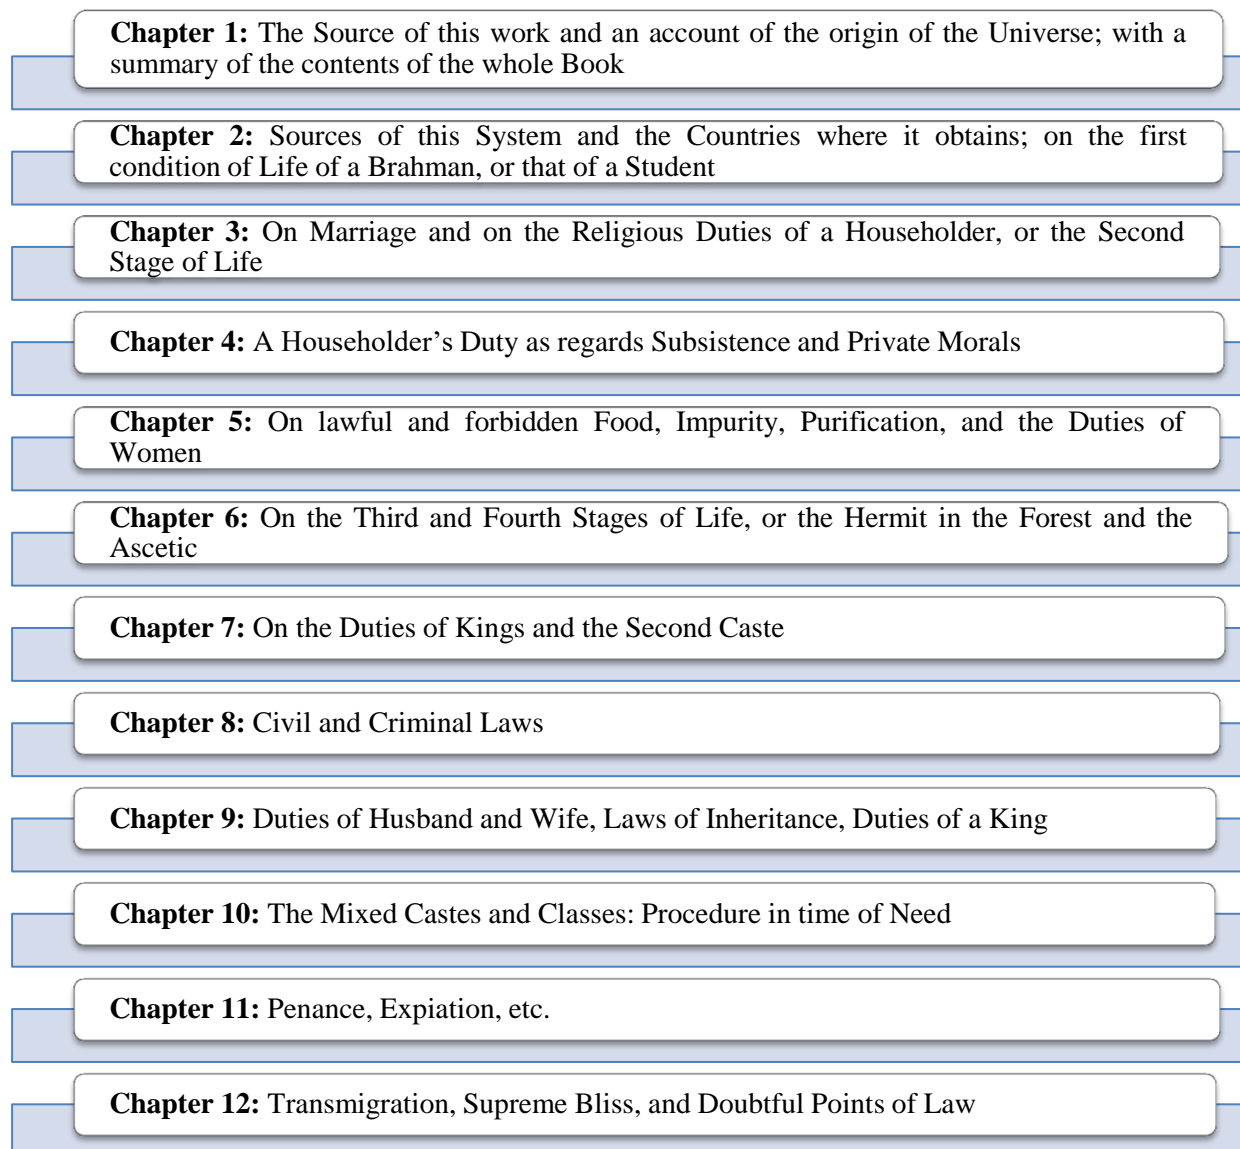 Chapter 1: The Source of this work and an account of the origin of the Universe; with a
summary of the contents of the whole Book
Chapter 2: Sources of this System and the Countries where it obtains; on the first
condition of Life of a Brahman, or that of a Student
Chapter 3: On Marriage and on the Religious Duties of a Householder, or the Second
Stage of Life
Chapter 4: A Householder’s Duty as regards Subsistence and Private Morals
Chapter 5: On lawful and forbidden Food, Impurity, Purification, and the Duties of
Women
Chapter 6: On the Third and Fourth Stages of Life, or the Hermit in the Forest and the
Ascetic
Chapter 7: On the Duties of Kings and the Second Caste
Chapter 8: Civil and Criminal Laws
Chapter 9: Duties of Husband and Wife, Laws of Inheritance, Duties of a King
Chapter 10: The Mixed Castes and Classes: Procedure in time of Need
Chapter 11: Penance, Expiation, etc.
Chapter 12: Transmigration, Supreme Bliss, and Doubtful Points of Law